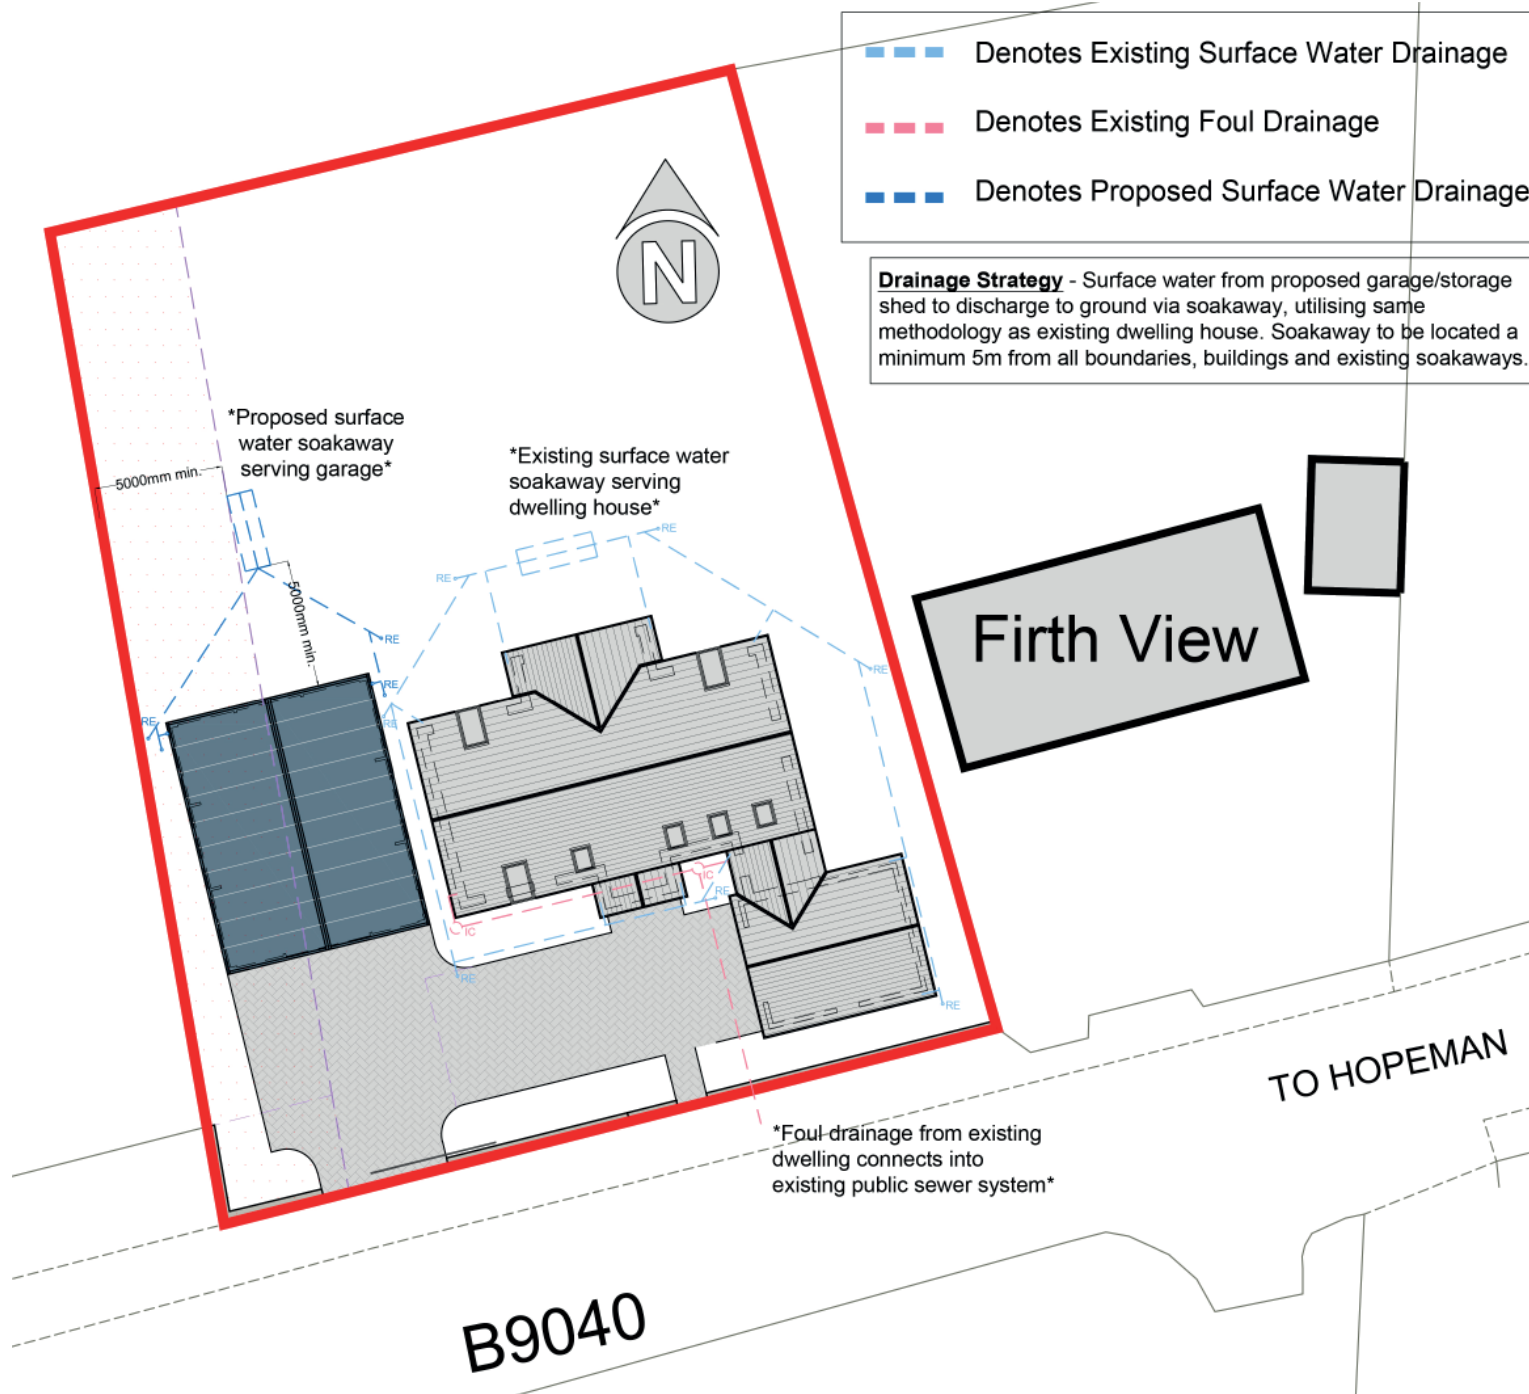 Denotes Existing Surface Water Drainage
Denotes Existing Foul Drainage
Denotes Proposed Surface Water Drainage
Drainage Strategy - Surface water from proposed garage/storage
shed to discharge to ground via soakaway, utilising same
methodology as existing dwelling house. Soakaway to be located a
minimum 5m from all boundaries, buildings and existing soakaways.
N
*Proposed surface
water soakaway
serving garage*
5000mm min.
*Existing surface water
soakaway serving
dwelling house*
RE
RE
5000mm min.
RE
RE
RE
RE
RE
Firth View
IC
RE
IC
RE
RE
TO HOPEMAN
*Foul drainage from existing
dwelling connects into
existing public sewer system*
B9040